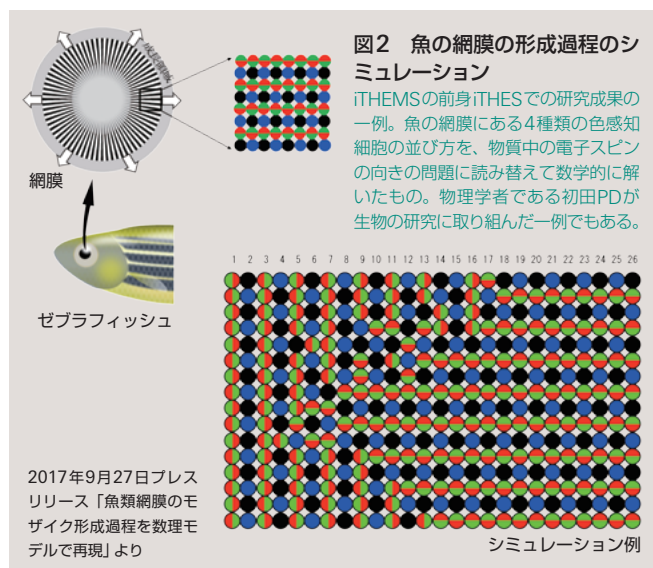 図2 魚の網膜の形成過程のシ
ミュレーション
iTHEMSの前身iTHESでの研究成果の
一例。魚の網膜にある4種類の色感知
細胞の並び方を、物質中の電子スピン
の向きの問題に読み替えて数学的に解
いたもの。物理学者である初田PDが
生物の研究に取り組んだ一例でもある。
網膜
ゼブラフィッシュ
1 2 3 4 5 6 7 8 9 10 11 12 13 14 15 16 17 18 19 20 21 22 23 24 25 26
2017年9月27日プレス
リリース「魚類網膜のモ
ザイク形成過程を数理モ
デルで再現」より
シミュレーション例